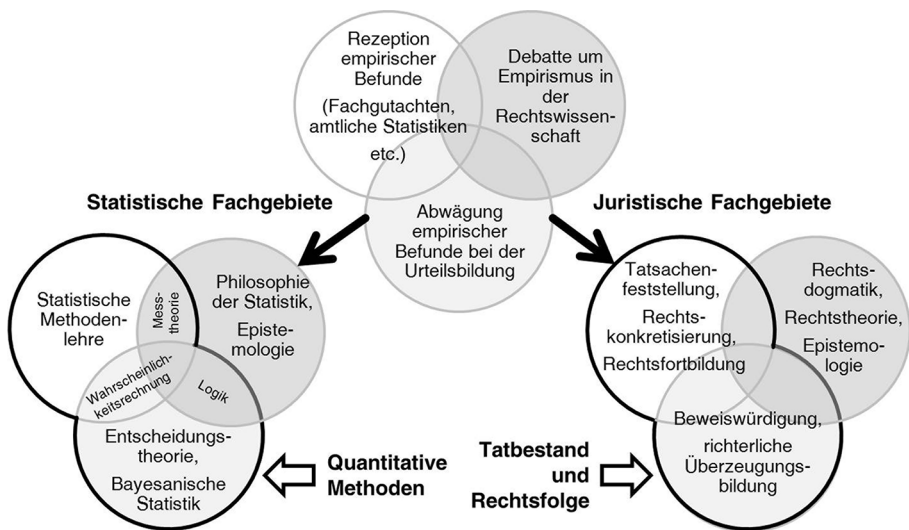 Rezeption
empirischer
Befunde
(Fachgutachten,
amtliche Statistiken
etc.)
Debatte um
Empirismus in
der
Rechtswissen-
schaft
Abwägung
empirischer
Befunde bei der
Urteilsbildung
Statistische Fachgebiete
Juristische Fachgebiete
Statistische
Methoden-
lehre
Mess-
theorie
Philosophie
der Statistik,
Epistemologie
Wahrscheinlich-
keitsrechnung
Logik
Entscheidungs-
theorie,
Bayesanische
Statistik
Quantitative
Methoden
Tatsachen-
feststellung,
Rechts-
konkretisierung,
Rechtsfortbildung
Rechts-
dogmatik,
Rechtstheorie,
Epistemo-
logie
Beweiswürdigung,
richterliche
Überzeugungs-
bildung
Tatbestand
und
Rechtsfolge